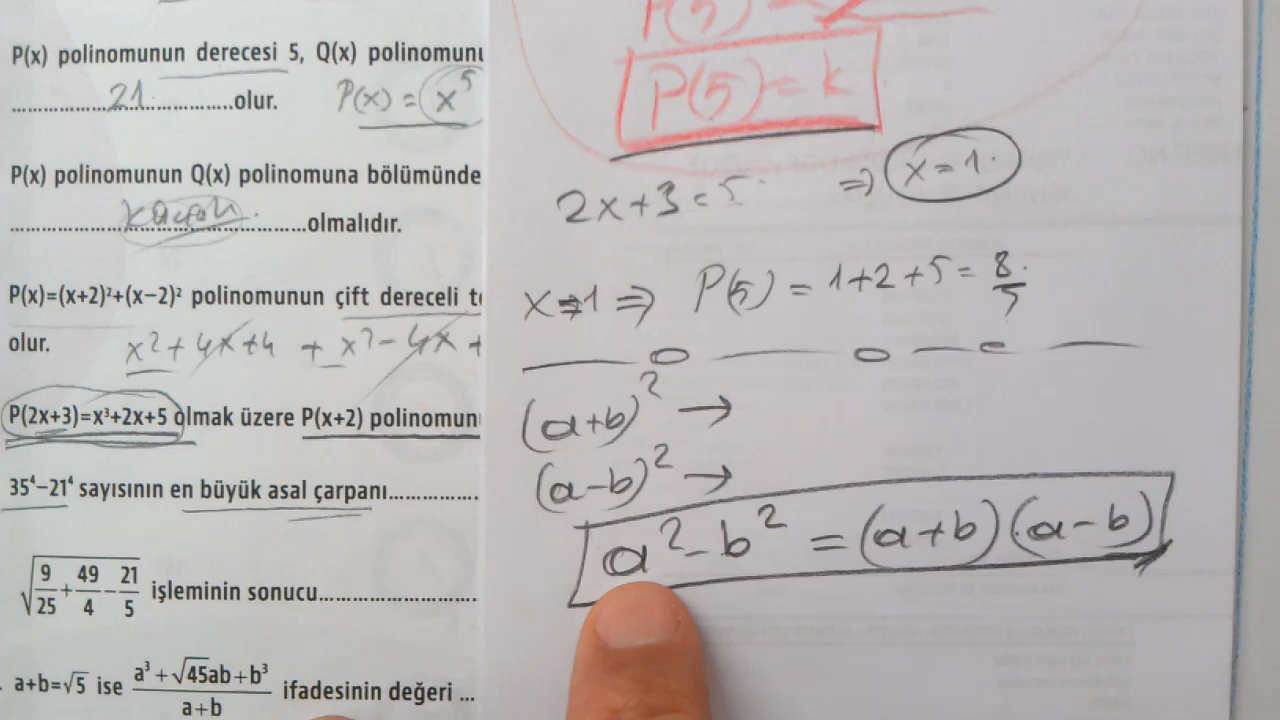 P(x) polinomunun derecesi 5, Q(x) polinomunu
......................21......................olur. P(x) = x⁵
P(x) polinomunun Q(x) polinomuna bölümünde
..........................................................olmalıdır.
P(x)=(x+2)²+(x−2)² polinomunun çift dereceli te
olur. x²+4x+4 + x²−4x+
P(2x+3)=x³+2x+5 olmak üzere P(x+2) polinomun
35⁴−21⁴ sayısının en büyük asal çarpanı.................
√(9/25+49/4−21/5) işleminin sonucu..............................
a+b=√5 ise (a³+√45ab+b³)/(a+b) ifadesinin değeri ...
P(5)=k
2x+3=5 ⇒ x=1
x=1 ⇒ P(5) = 1+2+5 = 8
(a+b)² →
(a−b)² →
a²−b² = (a+b)(a−b)